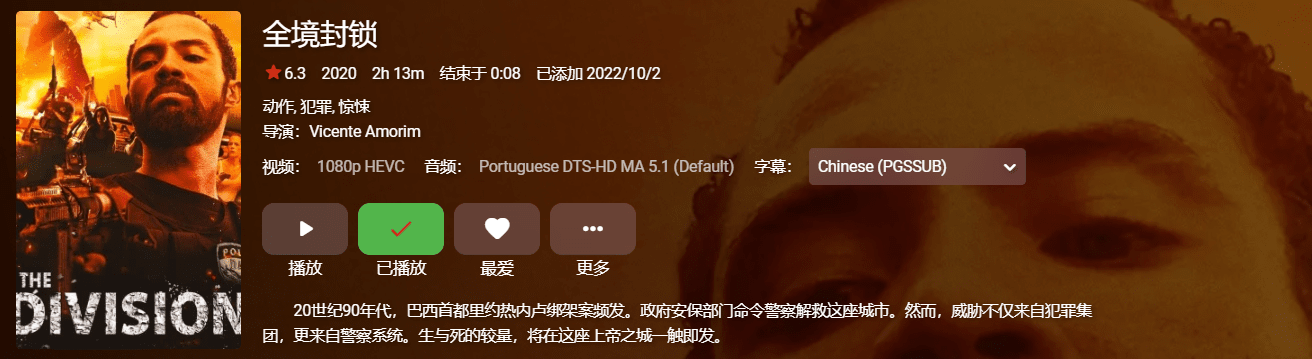 全境封锁
6.3 2020 2h 13m 结束于 0:08 已添加 2022/10/2
动作, 犯罪, 惊悚
导演： Vicente Amorim
视频： 1080p HEVC 音频： Portuguese DTS-HD MA 5.1 (Default) 字幕： Chinese (PGSSUB)
播放 已播放 最爱 更多
20世纪90年代，巴西首都里约热内卢绑架案频发。政府安保部门命令警察解救这座城市。然而，威胁不仅来自犯罪集
团，更来自警察系统。生与死的较量，将在这座上帝之城一触即发。
THE
DIVISION